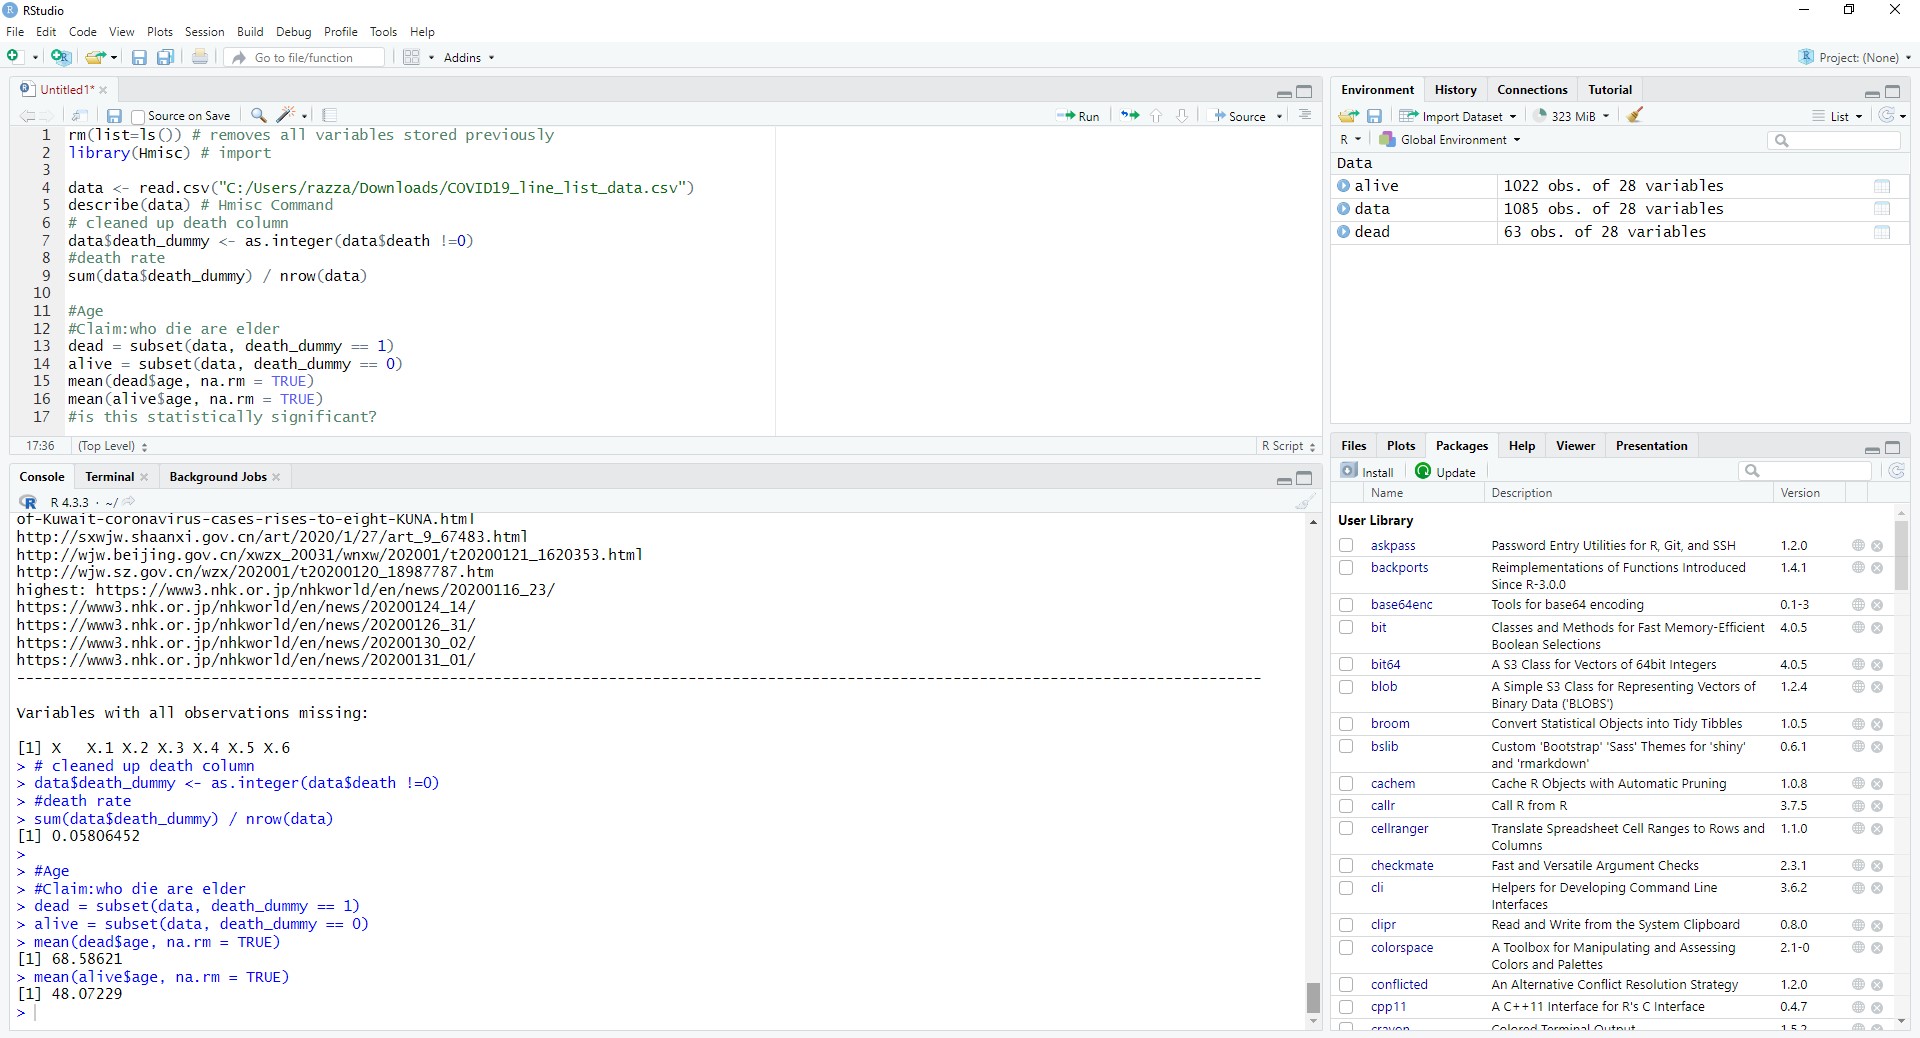 RStudio
File Edit Code View Plots Session Build Debug Profile Tools Help
Go to file/function Addins Project: (None)
Untitled1*
Source on Save Run Source
1 rm(list=ls()) # removes all variables stored previously
2 library(Hmisc) # import
3
4 data <- read.csv("C:/Users/razza/Downloads/COVID19_line_list_data.csv")
5 describe(data) # Hmisc Command
6 # cleaned up death column
7 data$death_dummy <- as.integer(data$death !=0)
8 #death rate
9 sum(data$death_dummy) / nrow(data)
10
11 #Age
12 #Claim:who die are elder
13 dead = subset(data, death_dummy == 1)
14 alive = subset(data, death_dummy == 0)
15 mean(dead$age, na.rm = TRUE)
16 mean(alive$age, na.rm = TRUE)
17 #is this statistically significant?
17:36 (Top Level) R Script
Console Terminal Background Jobs
R 4.3.3 · ~/
of-Kuwait-coronavirus-cases-rises-to-eight-KUNA.html
http://sxwjw.shaanxi.gov.cn/art/2020/1/27/art_9_67483.html
http://wjw.beijing.gov.cn/xwzx_20031/wnxw/202001/t20200121_1620353.html
http://wjw.sz.gov.cn/wzx/202001/t20200120_18987787.htm
highest: https://www3.nhk.or.jp/nhkworld/en/news/20200116_23/
https://www3.nhk.or.jp/nhkworld/en/news/20200124_14/
https://www3.nhk.or.jp/nhkworld/en/news/20200126_31/
https://www3.nhk.or.jp/nhkworld/en/news/20200130_02/
https://www3.nhk.or.jp/nhkworld/en/news/20200131_01/
Variables with all observations missing:
[1] X X.1 X.2 X.3 X.4 X.5 X.6
> # cleaned up death column
> data$death_dummy <- as.integer(data$death !=0)
> #death rate
> sum(data$death_dummy) / nrow(data)
[1] 0.05806452
>
> #Age
> #Claim:who die are elder
> dead = subset(data, death_dummy == 1)
> alive = subset(data, death_dummy == 0)
> mean(dead$age, na.rm = TRUE)
[1] 68.58621
> mean(alive$age, na.rm = TRUE)
[1] 48.07229
>
Environment History Connections Tutorial
Import Dataset 323 MiB List
R Global Environment
Data
alive 1022 obs. of 28 variables
data 1085 obs. of 28 variables
dead 63 obs. of 28 variables
Files Plots Packages Help Viewer Presentation
Install Update
Name Description Version
User Library
askpass Password Entry Utilities for R, Git, and SSH 1.2.0
backports Reimplementations of Functions Introduced 1.4.1
Since R-3.0.0
base64enc Tools for base64 encoding 0.1-3
bit Classes and Methods for Fast Memory-Efficient 4.0.5
Boolean Selections
bit64 A S3 Class for Vectors of 64bit Integers 4.0.5
blob A Simple S3 Class for Representing Vectors of 1.2.4
Binary Data ('BLOBS')
broom Convert Statistical Objects into Tidy Tibbles 1.0.5
bslib Custom 'Bootstrap' 'Sass' Themes for 'shiny' 0.6.1
and 'rmarkdown'
cachem Cache R Objects with Automatic Pruning 1.0.8
callr Call R from R 3.7.5
cellranger Translate Spreadsheet Cell Ranges to Rows and 1.1.0
Columns
checkmate Fast and Versatile Argument Checks 2.3.1
cli Helpers for Developing Command Line 3.6.2
Interfaces
clipr Read and Write from the System Clipboard 0.8.0
colorspace A Toolbox for Manipulating and Assessing 2.1-0
Colors and Palettes
conflicted An Alternative Conflict Resolution Strategy 1.2.0
cpp11 A C++11 Interface for R's C Interface 0.4.7
crayon Colored Terminal Output 1.5.2